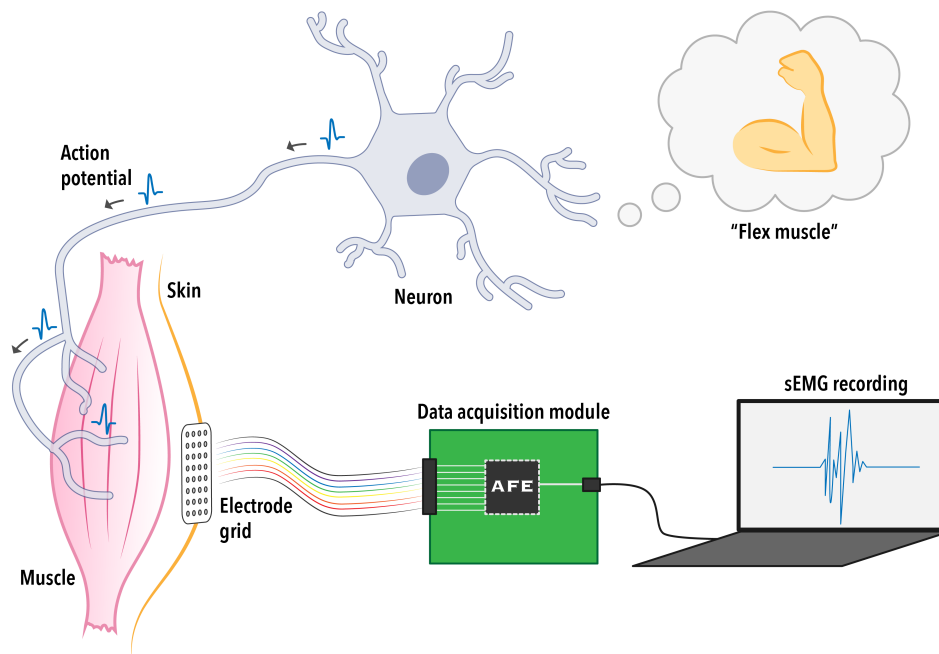 Action
potential
"Flex muscle"
Neuron
Skin
sEMG recording
Data acquisition module
AFE
Electrode
grid
Muscle